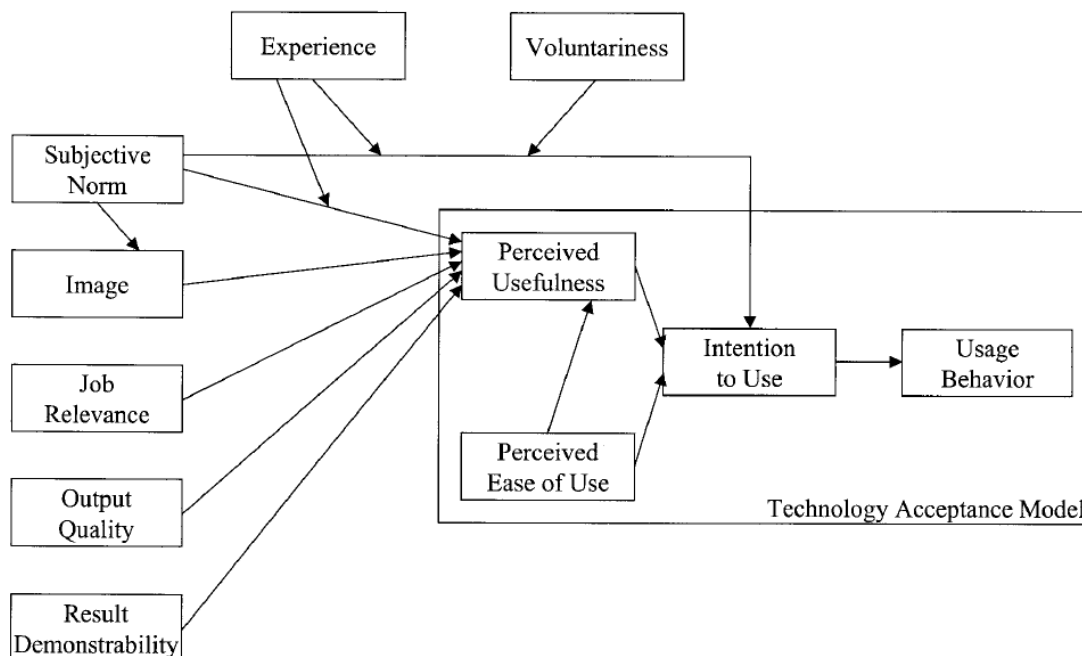 Experience
Voluntariness
Subjective
Norm
Image
Job
Relevance
Output
Quality
Result
Demonstrability
Perceived
Usefulness
Perceived
Ease of Use
Intention
to Use
Usage
Behavior
Technology Acceptance Model